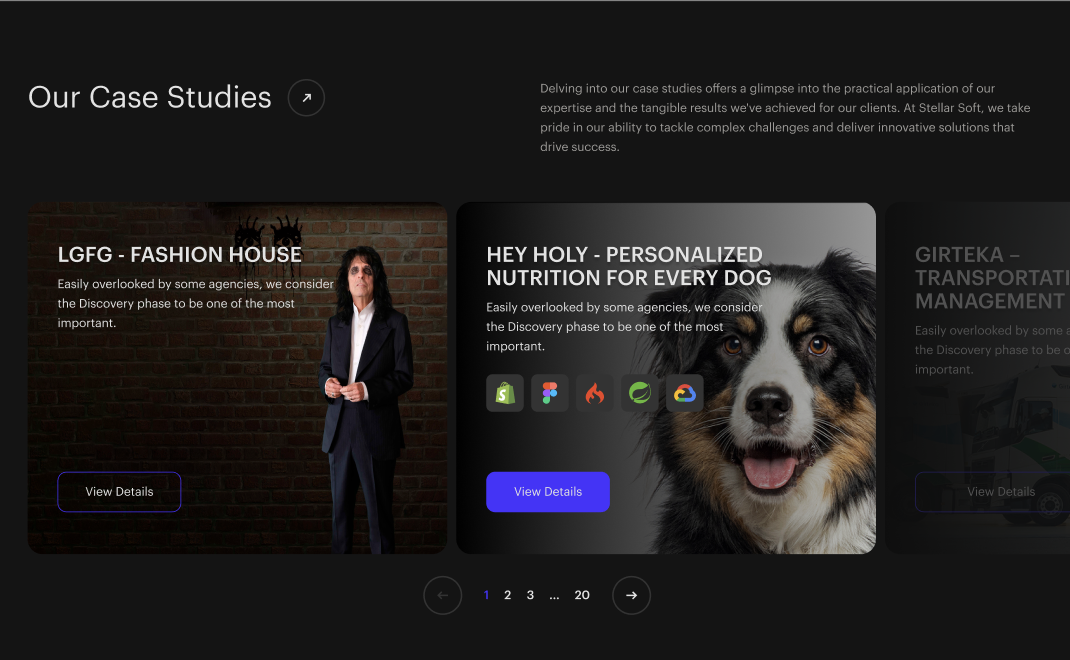 Our Case Studies
Delving into our case studies offers a glimpse into the practical application of our
expertise and the tangible results we've achieved for our clients. At Stellar Soft, we take
pride in our ability to tackle complex challenges and deliver innovative solutions that
drive success.
LGFG - FASHION HOUSE
Easily overlooked by some agencies, we consider
the Discovery phase to be one of the most
important.
View Details
HEY HOLY - PERSONALIZED
NUTRITION FOR EVERY DOG
Easily overlooked by some agencies, we consider
the Discovery phase to be one of the most
important.
View Details
GIRTEKA –
TRANSPORTATI
MANAGEMENT
Easily overlooked by some
the Discovery phase to be
important.
View Details
1 2 3 ... 20